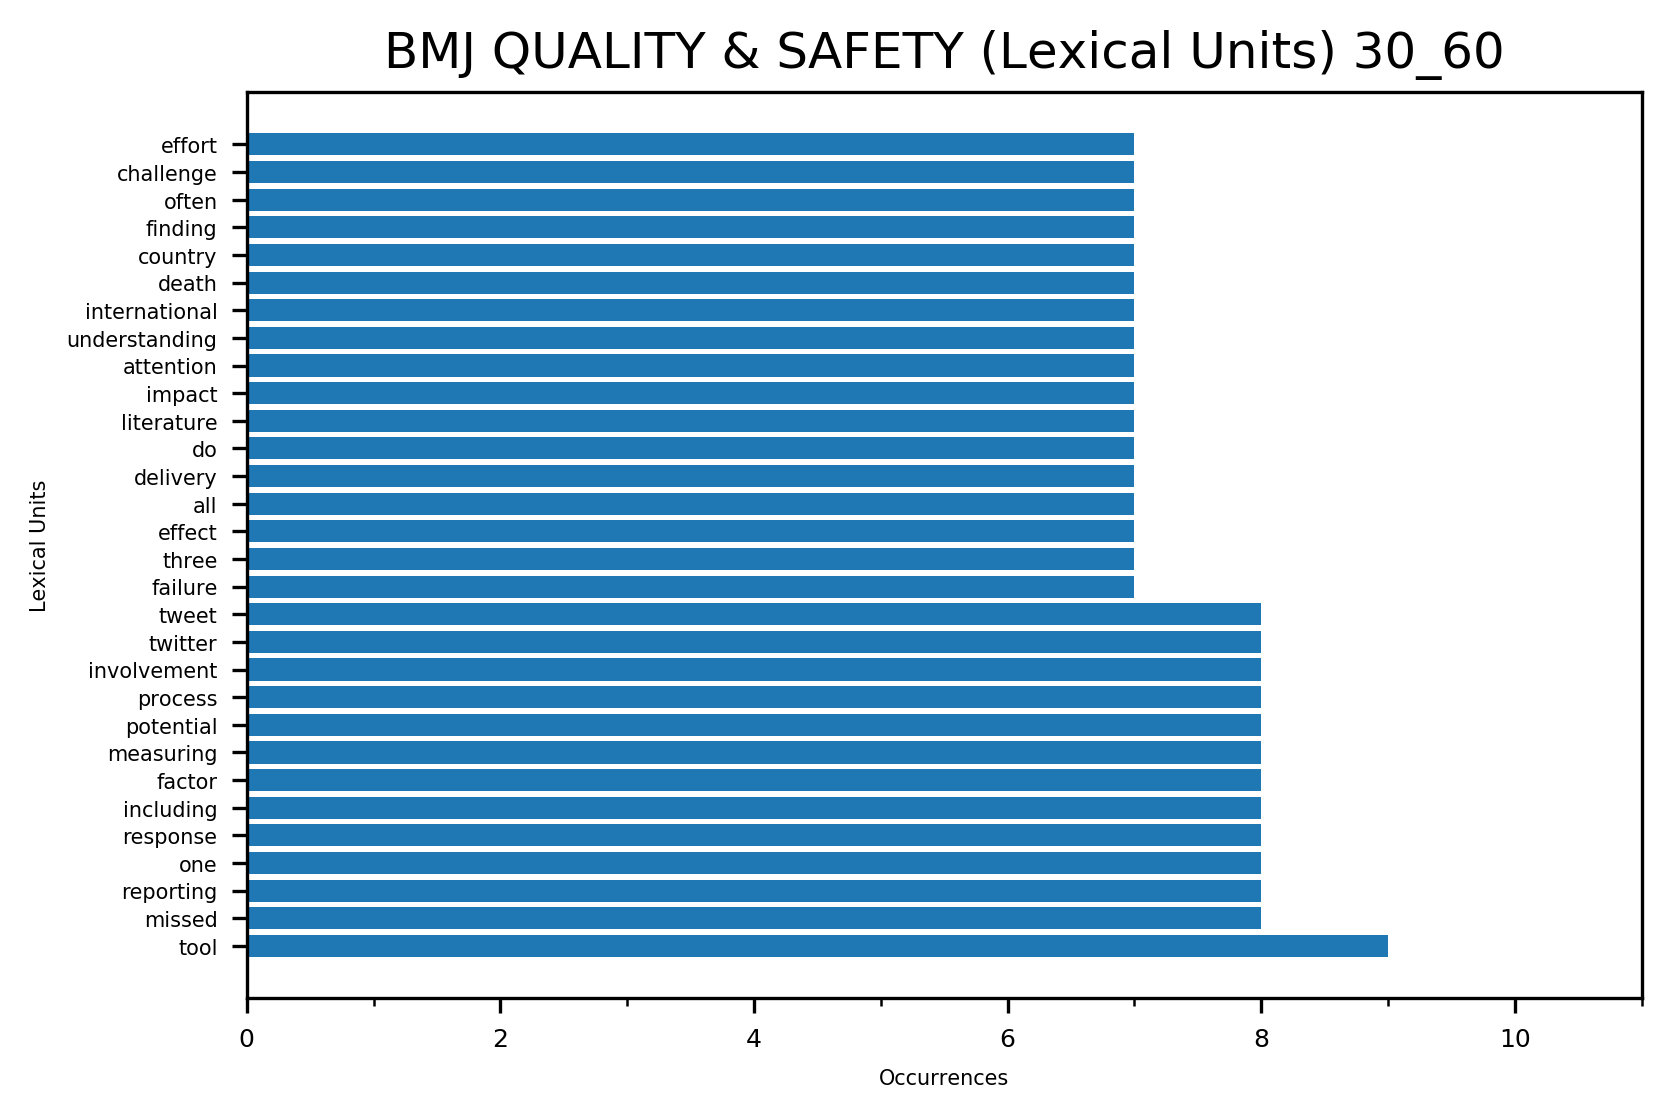 BMJ QUALITY & SAFETY (Lexical Units) 30_60
effort
challenge
often
finding
country
death
international
understanding
attention
impact
literature
do
delivery
all
effect
three
failure
tweet
twitter
involvement
process
potential
measuring
factor
including
response
one
reporting
missed
tool
Lexical Units
0 2 4 6 8 10
Occurrences